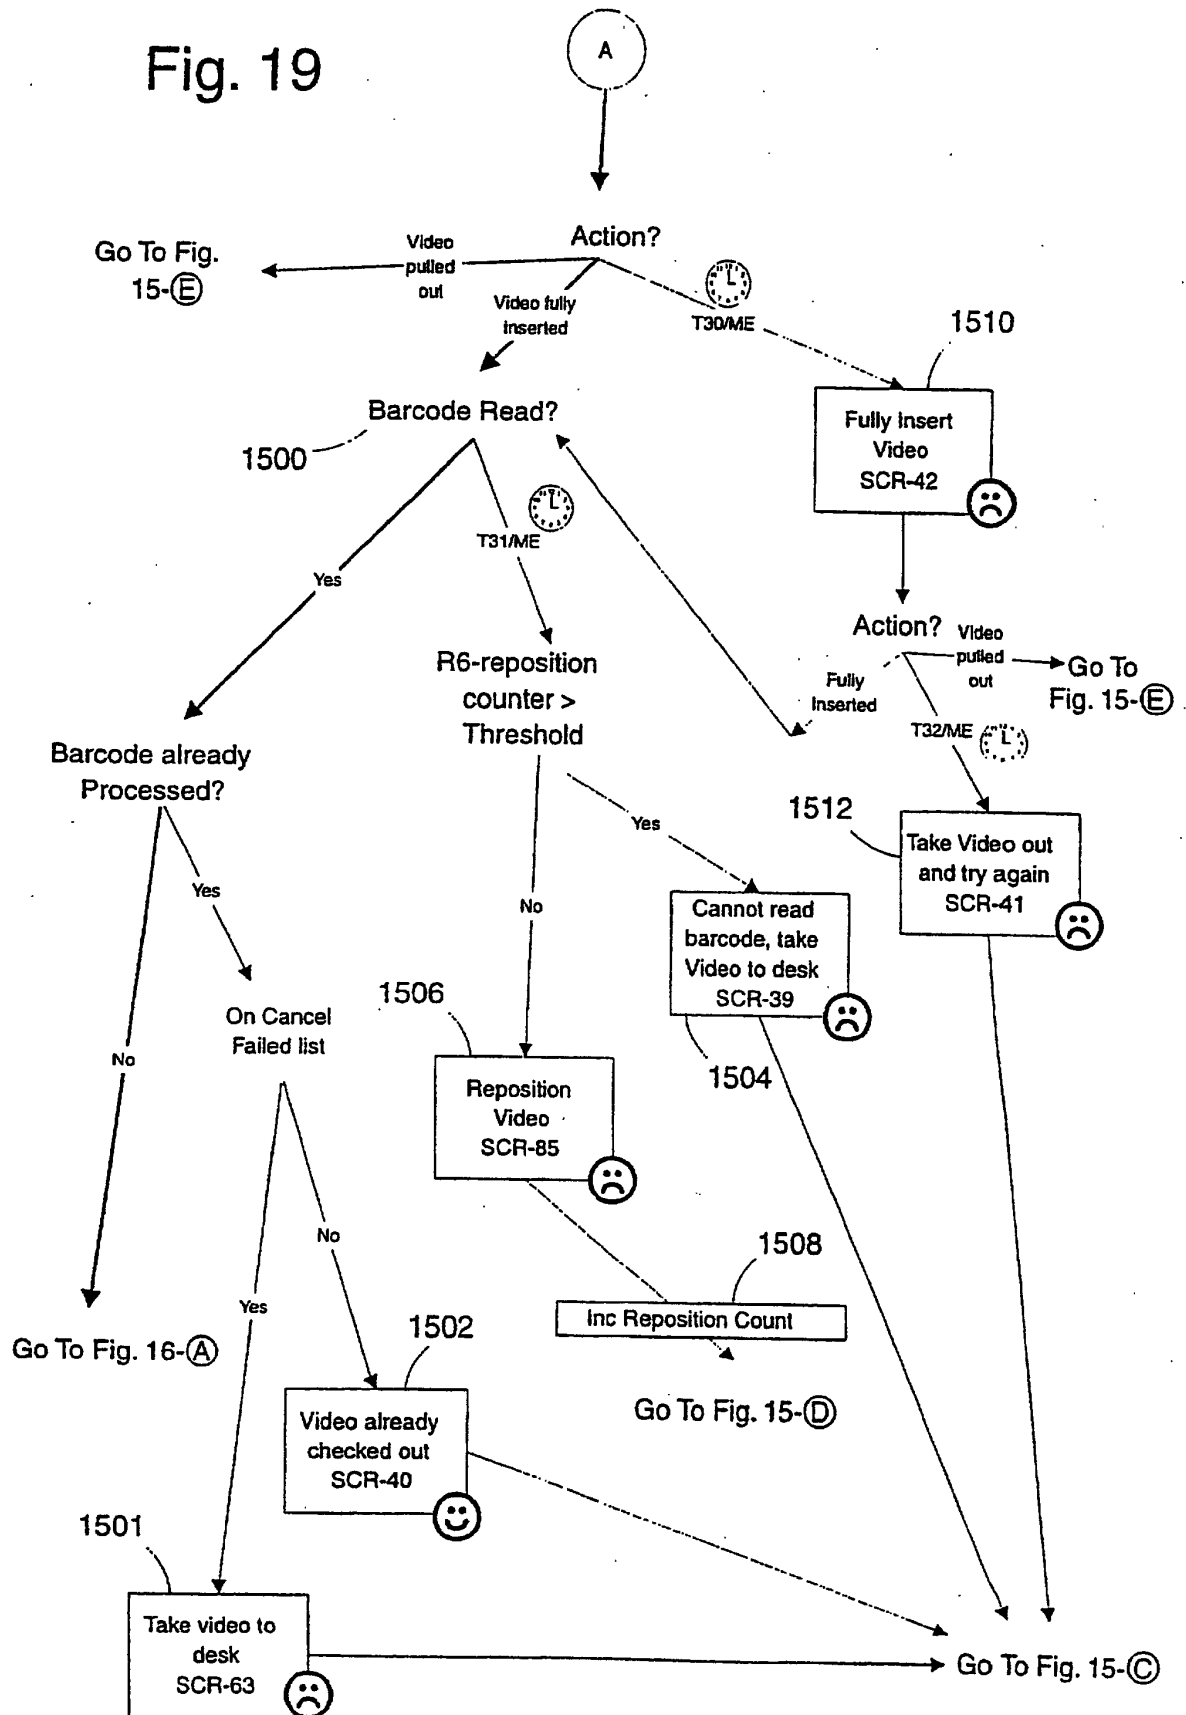 Fig. 19
A
Action?
Go To Fig.
15-Ⓔ
Video
pulled
out
Video fully
Inserted
T30/ME
1510
Fully Insert
Video
SCR-42
Barcode Read?
1500
T31/ME
Yes
Action?
Video
pulled
out
Go To
Fig. 15-Ⓔ
Fully
Inserted
T32/ME
R6-reposition
counter >
Threshold
Barcode already
Processed?
1512
Take Video out
and try again
SCR-41
Yes
Yes
No
Cannot read
barcode, take
Video to desk
SCR-39
1504
On Cancel
Failed list
1506
Reposition
Video
SCR-85
No
No
Yes
1508
Inc Reposition Count
Go To Fig. 16-Ⓐ
1502
Video already
checked out
SCR-40
Go To Fig. 15-Ⓓ
1501
Take video to
desk
SCR-63
Go To Fig. 15-Ⓒ